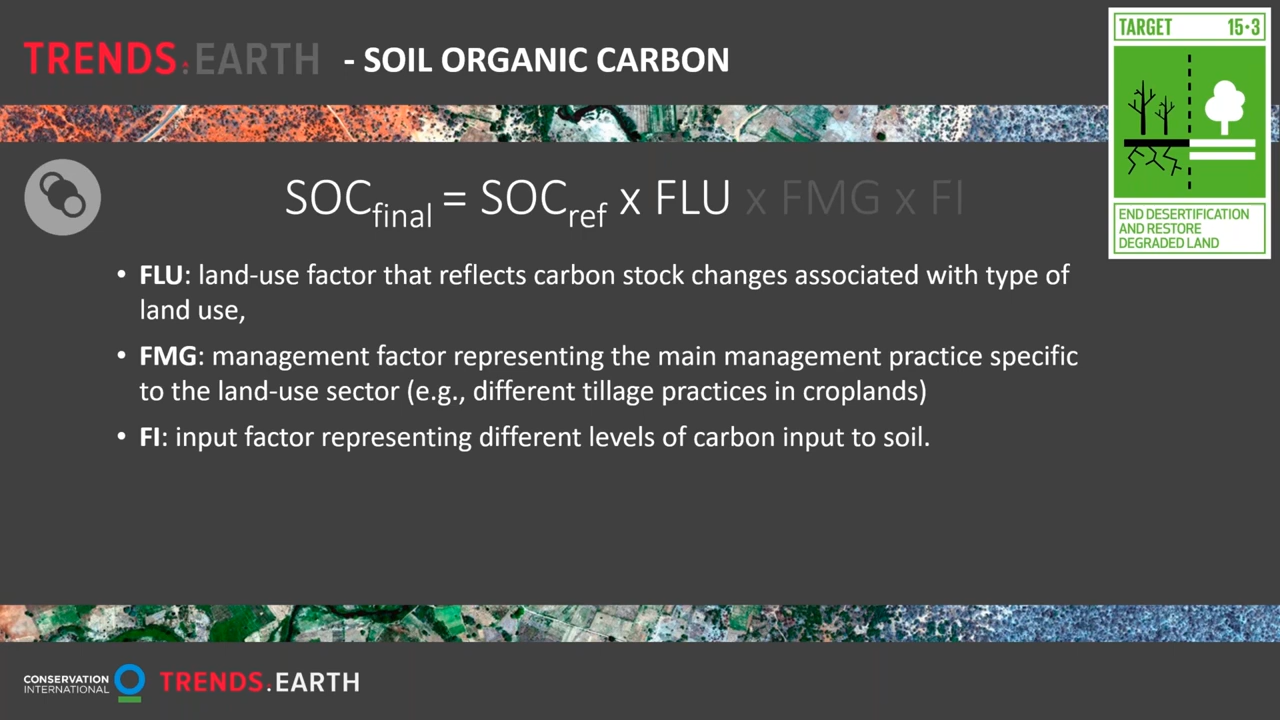 TRENDS.EARTH - SOIL ORGANIC CARBON
TARGET 15·3
SOCfinal = SOCref x FLU x FMG x FI
END DESERTIFICATION
AND RESTORE
DEGRADED LAND
• FLU: land-use factor that reflects carbon stock changes associated with type of
land use,
• FMG: management factor representing the main management practice specific
to the land-use sector (e.g., different tillage practices in croplands)
• FI: input factor representing different levels of carbon input to soil.
CONSERVATION
INTERNATIONAL
TRENDS.EARTH